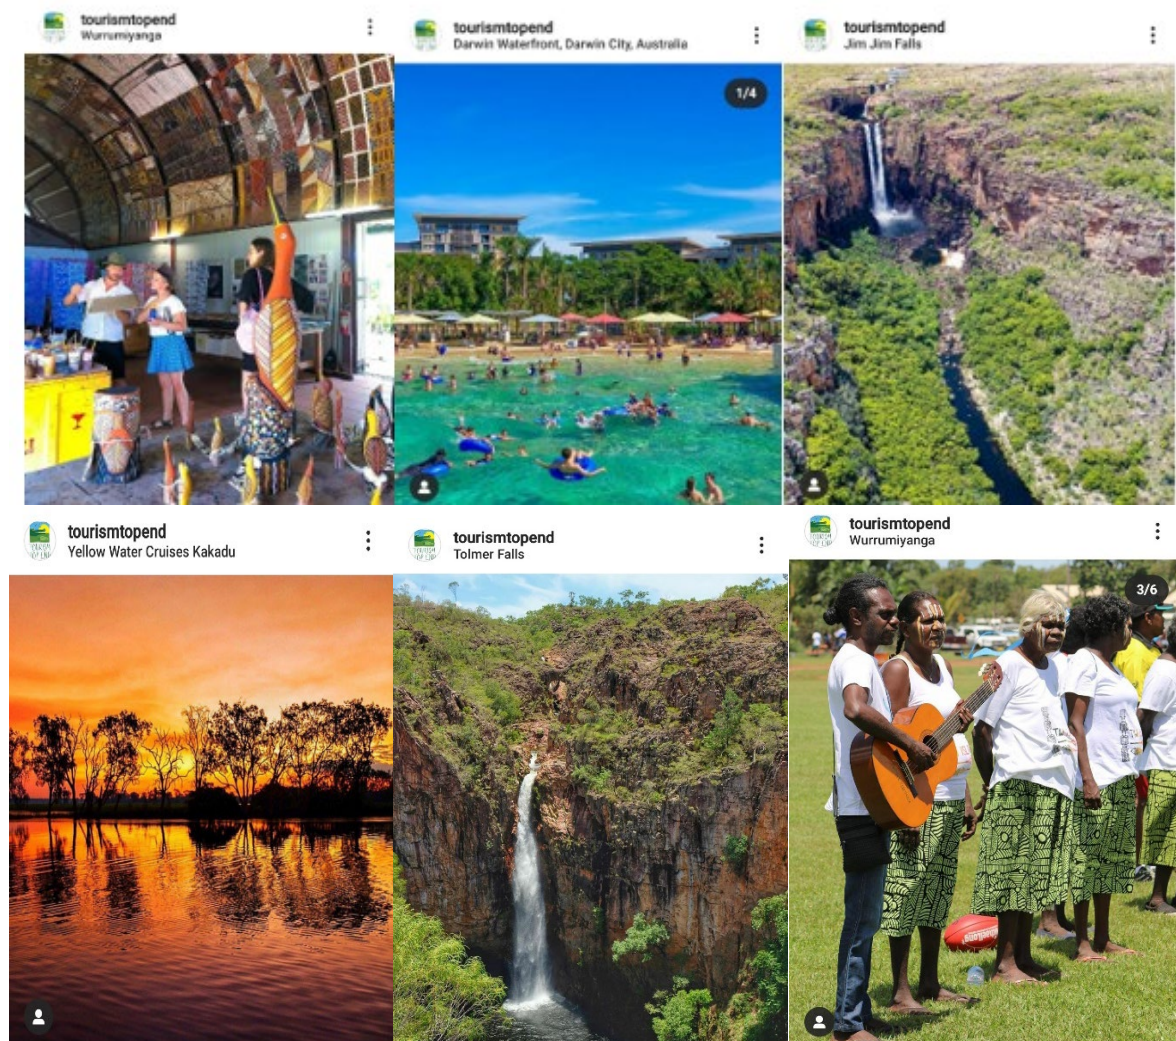 tourismtopend
Wurrumiyanga
tourismtopend
Darwin Waterfront, Darwin City, Australia
1/4
tourismtopend
Jim Jim Falls
tourismtopend
Yellow Water Cruises Kakadu
tourismtopend
Tolmer Falls
tourismtopend
Wurrumiyanga
3/6